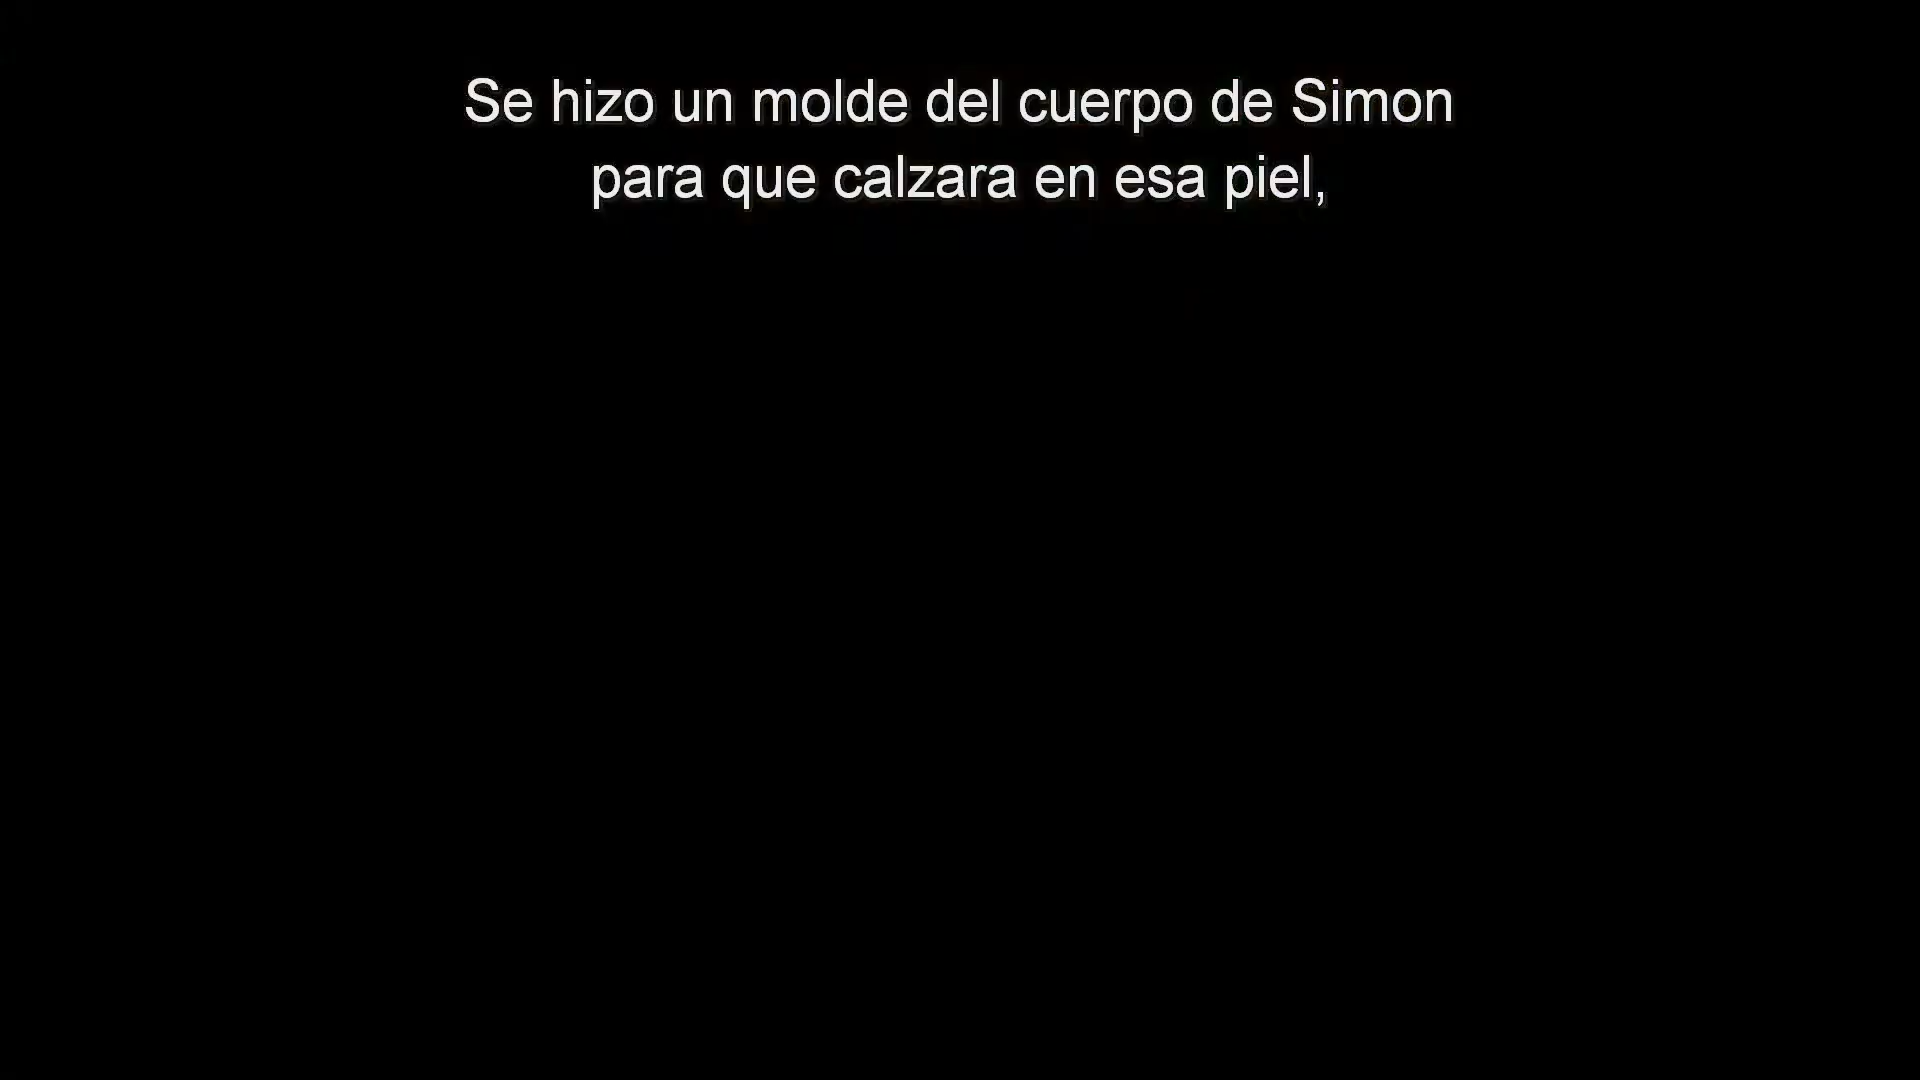 Se hizo un molde del cuerpo de Simon
para que calzara en esa piel,